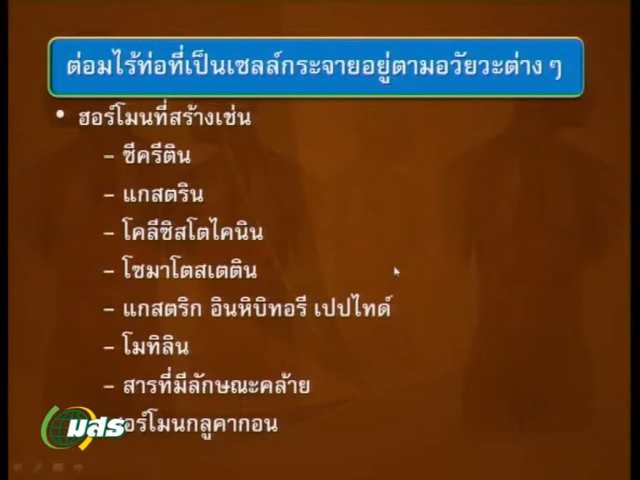 ต่อมไร้ท่อที่เป็นเซลล์กระจายอยู่ตามอวัยวะต่าง ๆ
• ฮอร์โมนที่สร้างเช่น
– ซีครีติน
– แกสตริน
– โคลีซิสโตไคนิน
– โซมาโตสเตติน
– แกสตริก อินหิบิทอรี เปปไทด์
– โมทิลิน
– สารที่มีลักษณะคล้าย
อร์โมนกลูคากอน
มสธ